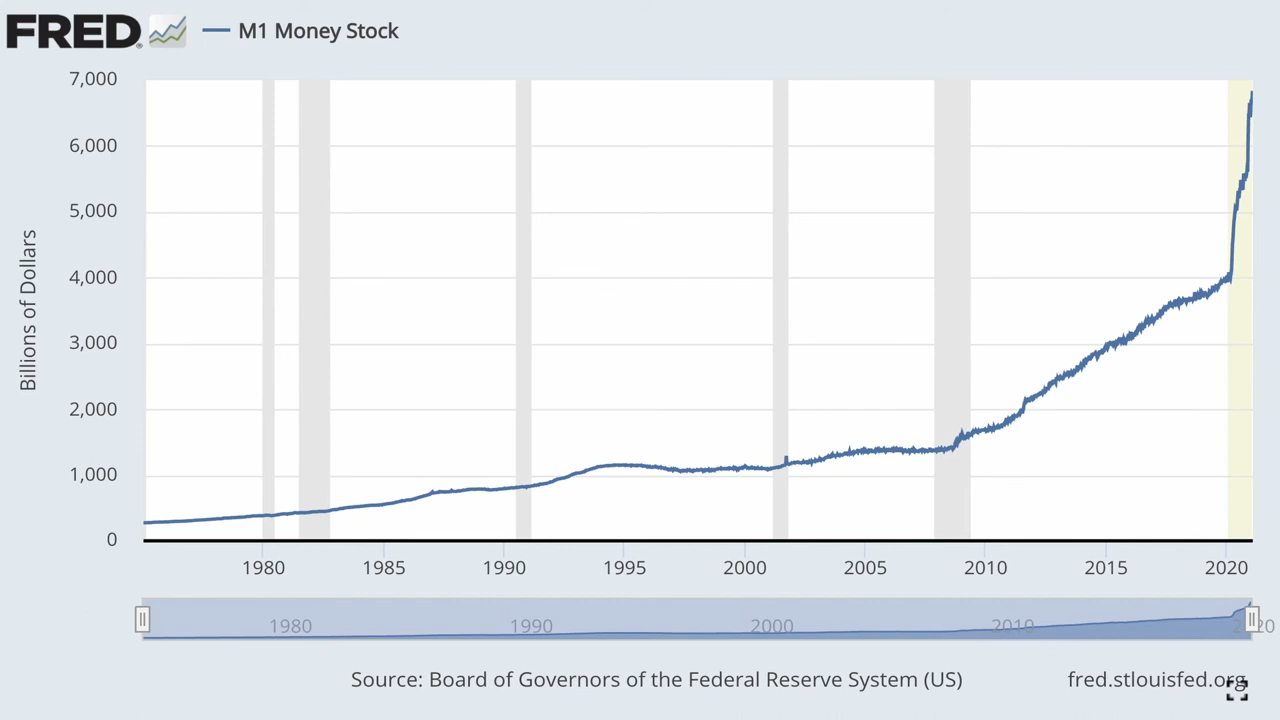 FRED® M1 Money Stock
7,000
6,000
5,000
4,000
3,000
2,000
1,000
0
Billions of Dollars
1980 1985 1990 1995 2000 2005 2010 2015 2020
1980 1990 2000 2010 2020
Source: Board of Governors of the Federal Reserve System (US) fred.stlouisfed.org